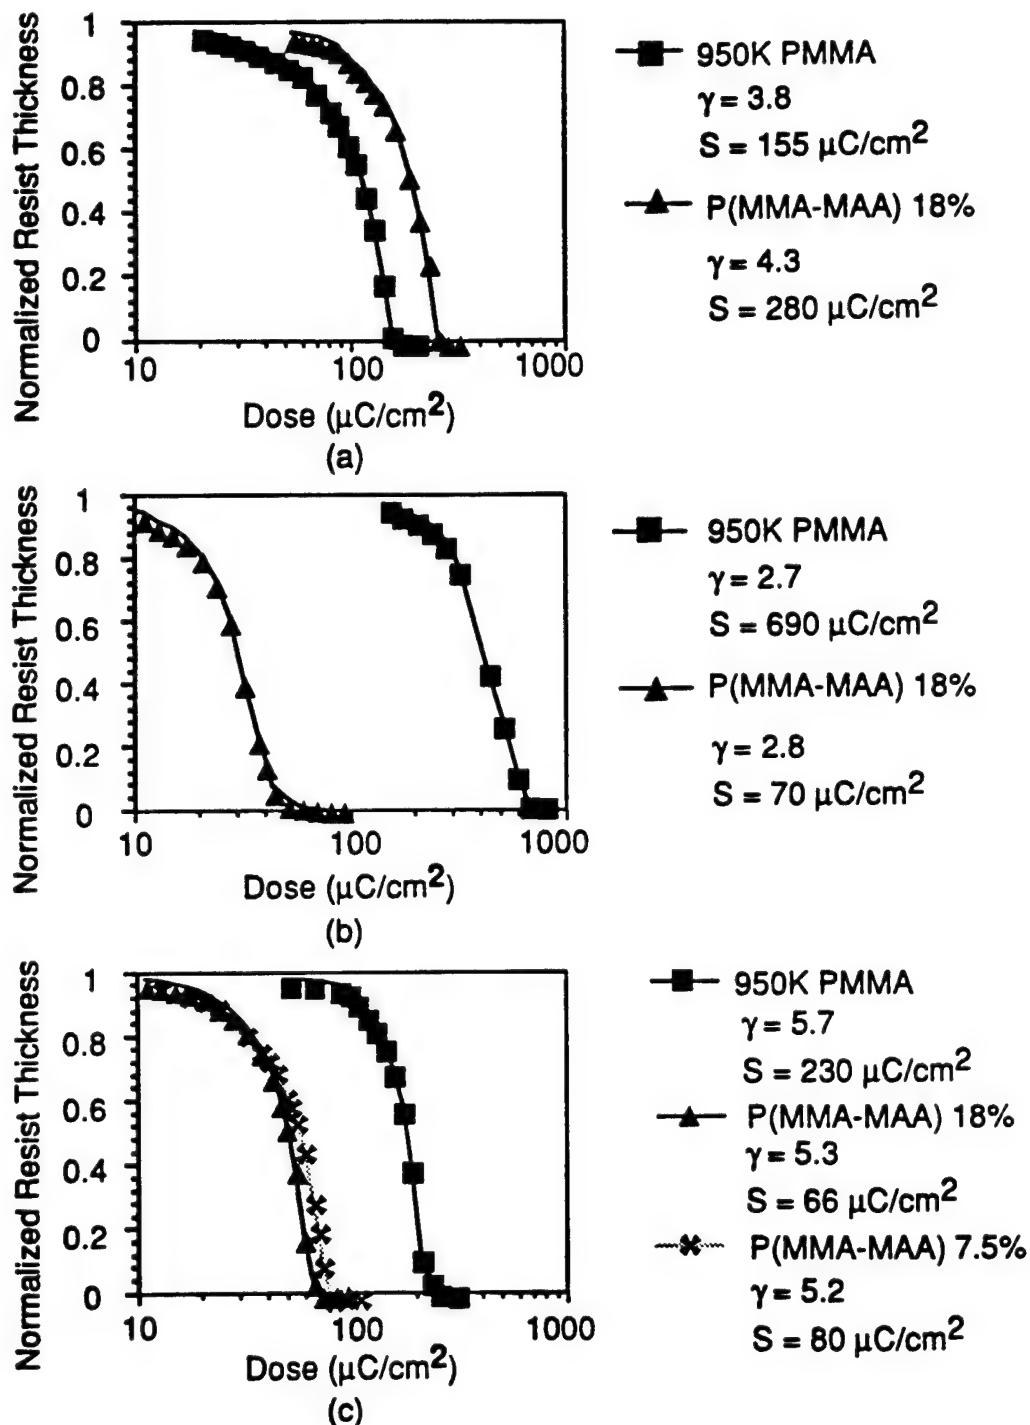 Normalized Resist Thickness
1
0.8
0.6
0.4
0.2
0
10
100
1000
Dose (μC/cm²)
(a)
950K PMMA
γ = 3.8
S = 155 μC/cm²
P(MMA-MAA) 18%
γ = 4.3
S = 280 μC/cm²
Normalized Resist Thickness
1
0.8
0.6
0.4
0.2
0
10
100
1000
Dose (μC/cm²)
(b)
950K PMMA
γ = 2.7
S = 690 μC/cm²
P(MMA-MAA) 18%
γ = 2.8
S = 70 μC/cm²
Normalized Resist Thickness
1
0.8
0.6
0.4
0.2
0
10
100
1000
Dose (μC/cm²)
(c)
950K PMMA
γ = 5.7
S = 230 μC/cm²
P(MMA-MAA) 18%
γ = 5.3
S = 66 μC/cm²
P(MMA-MAA) 7.5%
γ = 5.2
S = 80 μC/cm²